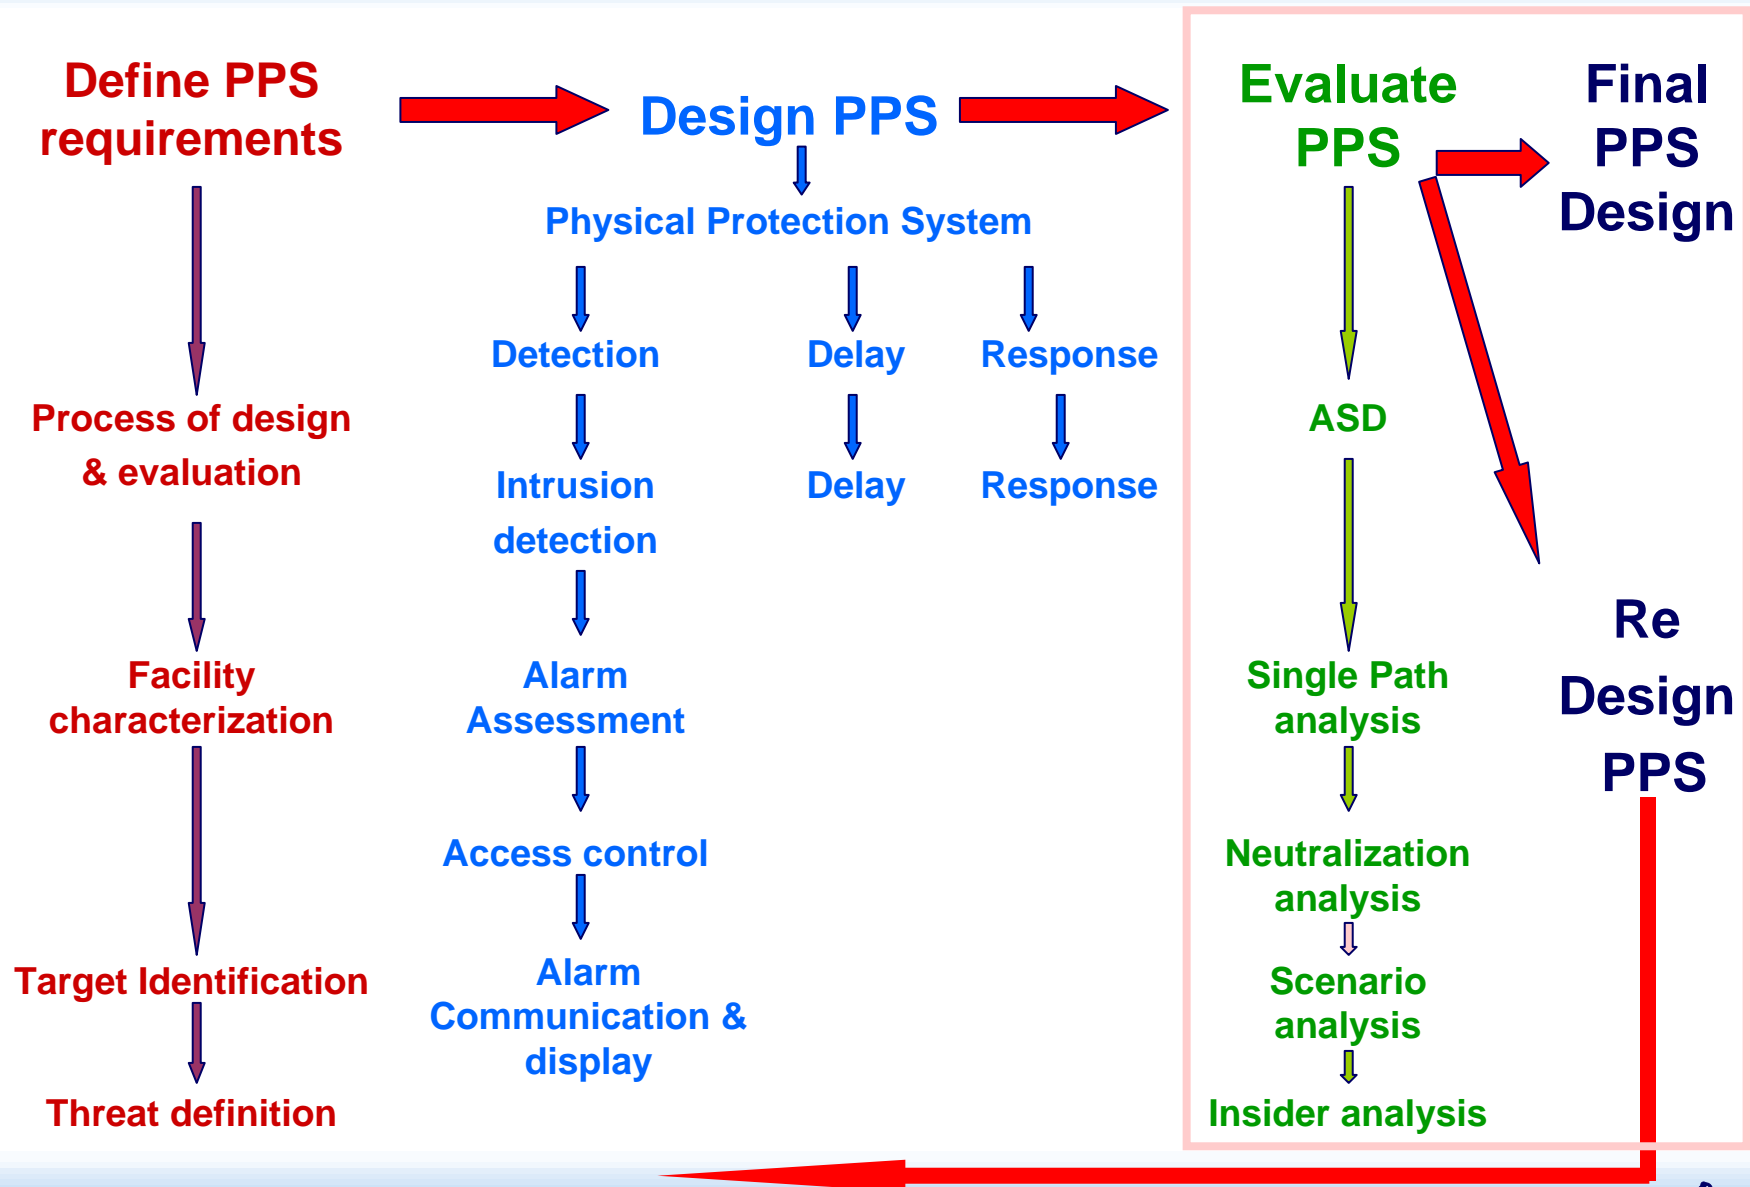 Define PPS
requirements
Process of design
& evaluation
Facility
characterization
Target Identification
Threat definition
Design PPS
Physical Protection System
Detection
Intrusion
detection
Alarm
Assessment
Access control
Alarm
Communication &
display
Delay
Delay
Response
Response
Evaluate
PPS
ASD
Single Path
analysis
Neutralization
analysis
Scenario
analysis
Insider analysis
Final
PPS
Design
Re
Design
PPS